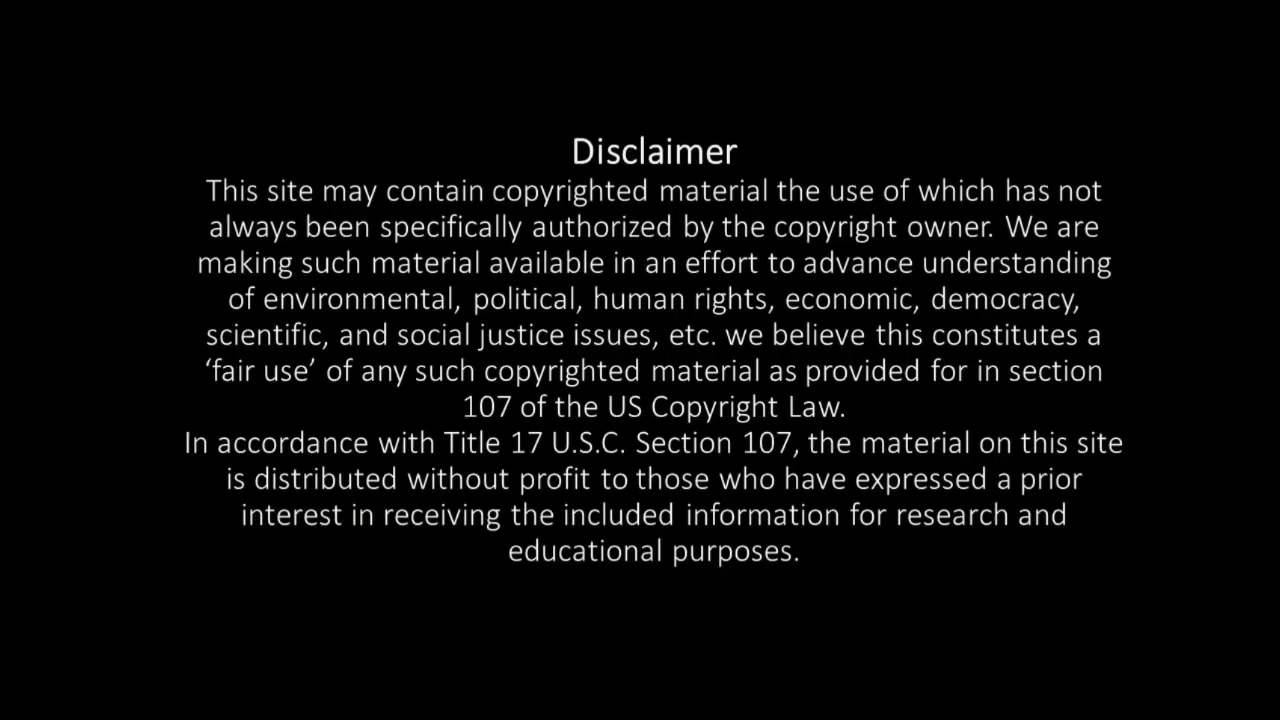 Disclaimer
This site may contain copyrighted material the use of which has not
always been specifically authorized by the copyright owner. We are
making such material available in an effort to advance understanding
of environmental, political, human rights, economic, democracy,
scientific, and social justice issues, etc. we believe this constitutes a
‘fair use’ of any such copyrighted material as provided for in section
107 of the US Copyright Law.
In accordance with Title 17 U.S.C. Section 107, the material on this site
is distributed without profit to those who have expressed a prior
interest in receiving the included information for research and
educational purposes.